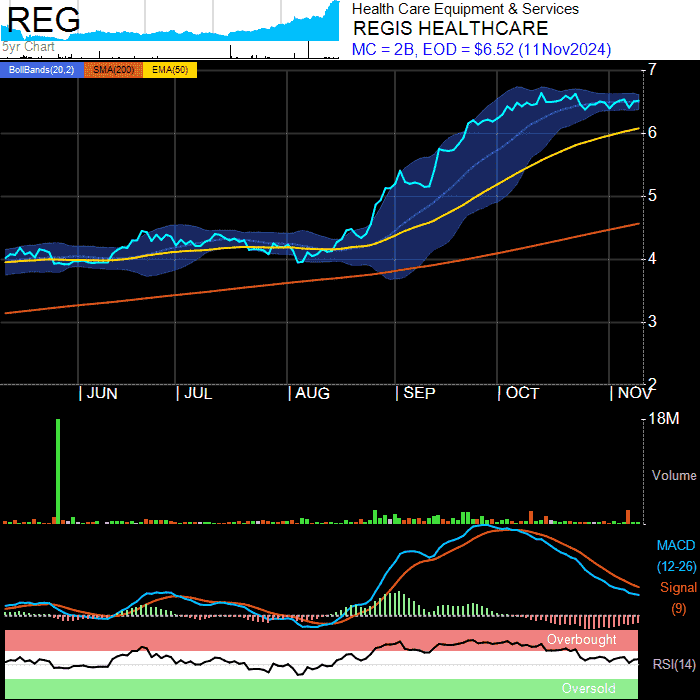 REG
5yr Chart
Health Care Equipment & Services
REGIS HEALTHCARE
MC = 2B, EOD = $6.52 (11Nov2024)
BollBands(20,2) SMA(200) EMA(50)
7
6
5
4
3
2
JUN JUL AUG SEP OCT NOV
18M
Volume
MACD
(12-26)
Signal
(9)
Overbought
RSI(14)
Oversold